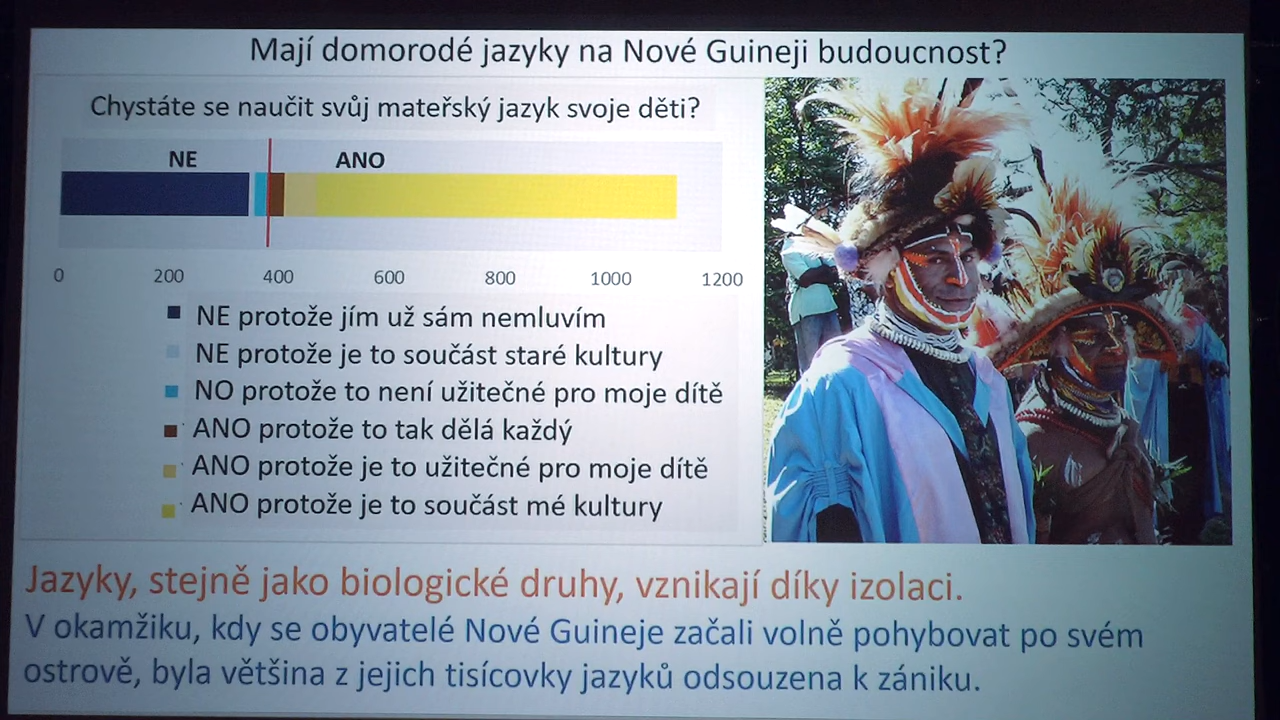 Mají domorodé jazyky na Nové Guineji budoucnost?
Chystáte se naučit svůj mateřský jazyk svoje děti?
NE ANO
0 200 400 600 800 1000 1200
NE protože jím už sám nemluvím
NE protože je to součást staré kultury
NO protože to není užitečné pro moje dítě
ANO protože to tak dělá každý
ANO protože je to užitečné pro moje dítě
ANO protože je to součást mé kultury
Jazyky, stejně jako biologické druhy, vznikají díky izolaci.
V okamžiku, kdy se obyvatelé Nové Guineje začali volně pohybovat po svém
ostrově, byla většina z jejich tisícovky jazyků odsouzena k zániku.